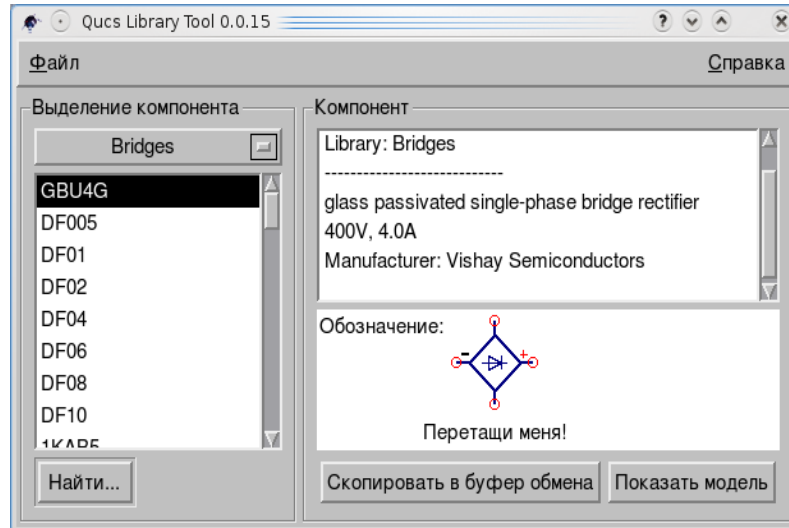 Qucs Library Tool 0.0.15
Файл
Справка
Выделение компонента
Bridges
GBU4G
DF005
DF01
DF02
DF04
DF06
DF08
DF10
1KAB5
Найти...
Компонент
Library: Bridges
----------------------------
glass passivated single-phase bridge rectifier
400V, 4.0A
Manufacturer: Vishay Semiconductors
Обозначение:
- +
Перетащи меня!
Скопировать в буфер обмена
Показать модель